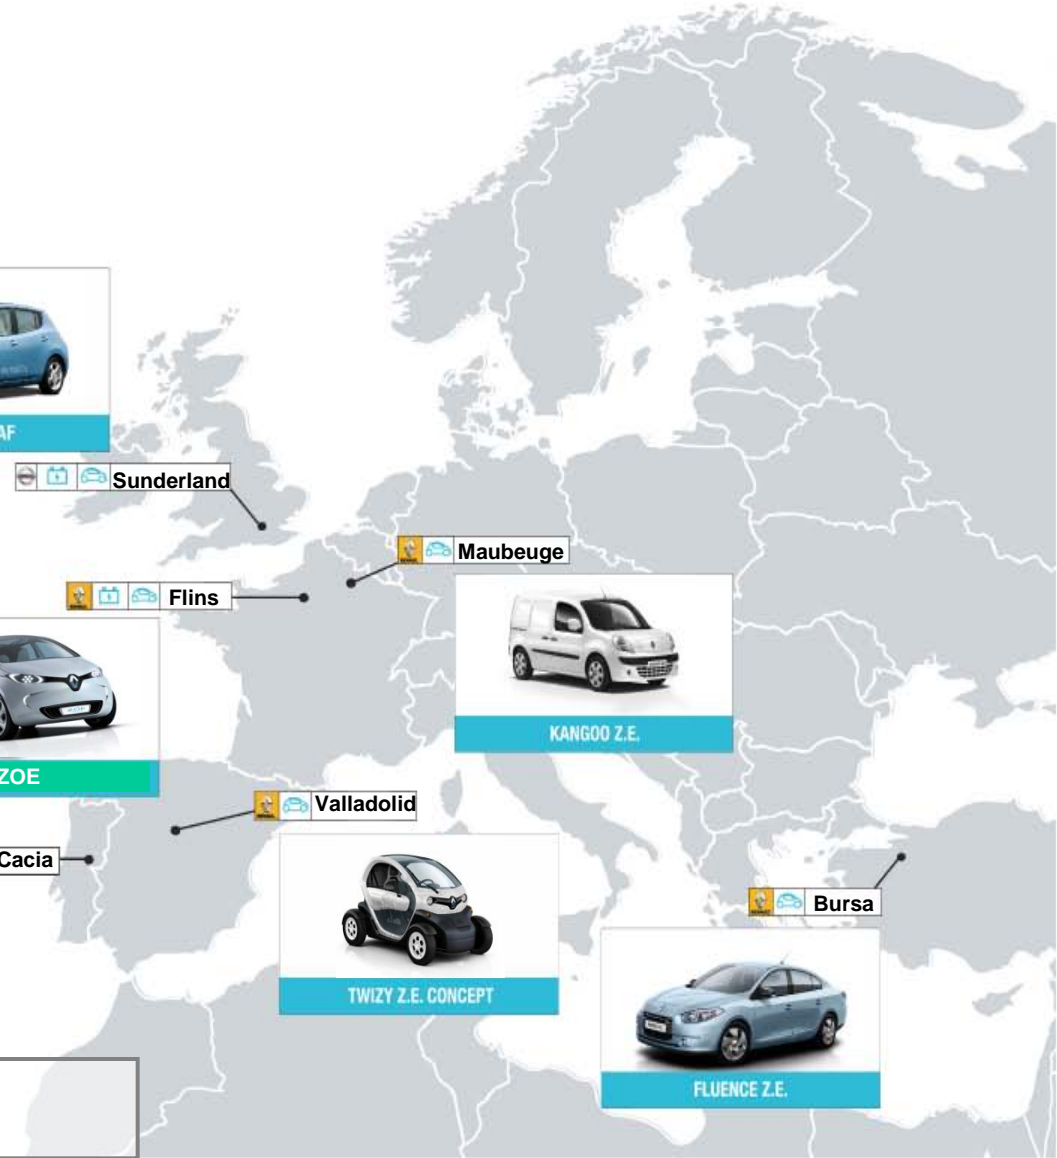 AF
Sunderland
Maubeuge
Flins
KANGOO Z.E.
ZOE
Valladolid
Cacia
Bursa
TWIZY Z.E. CONCEPT
FLUENCE Z.E.